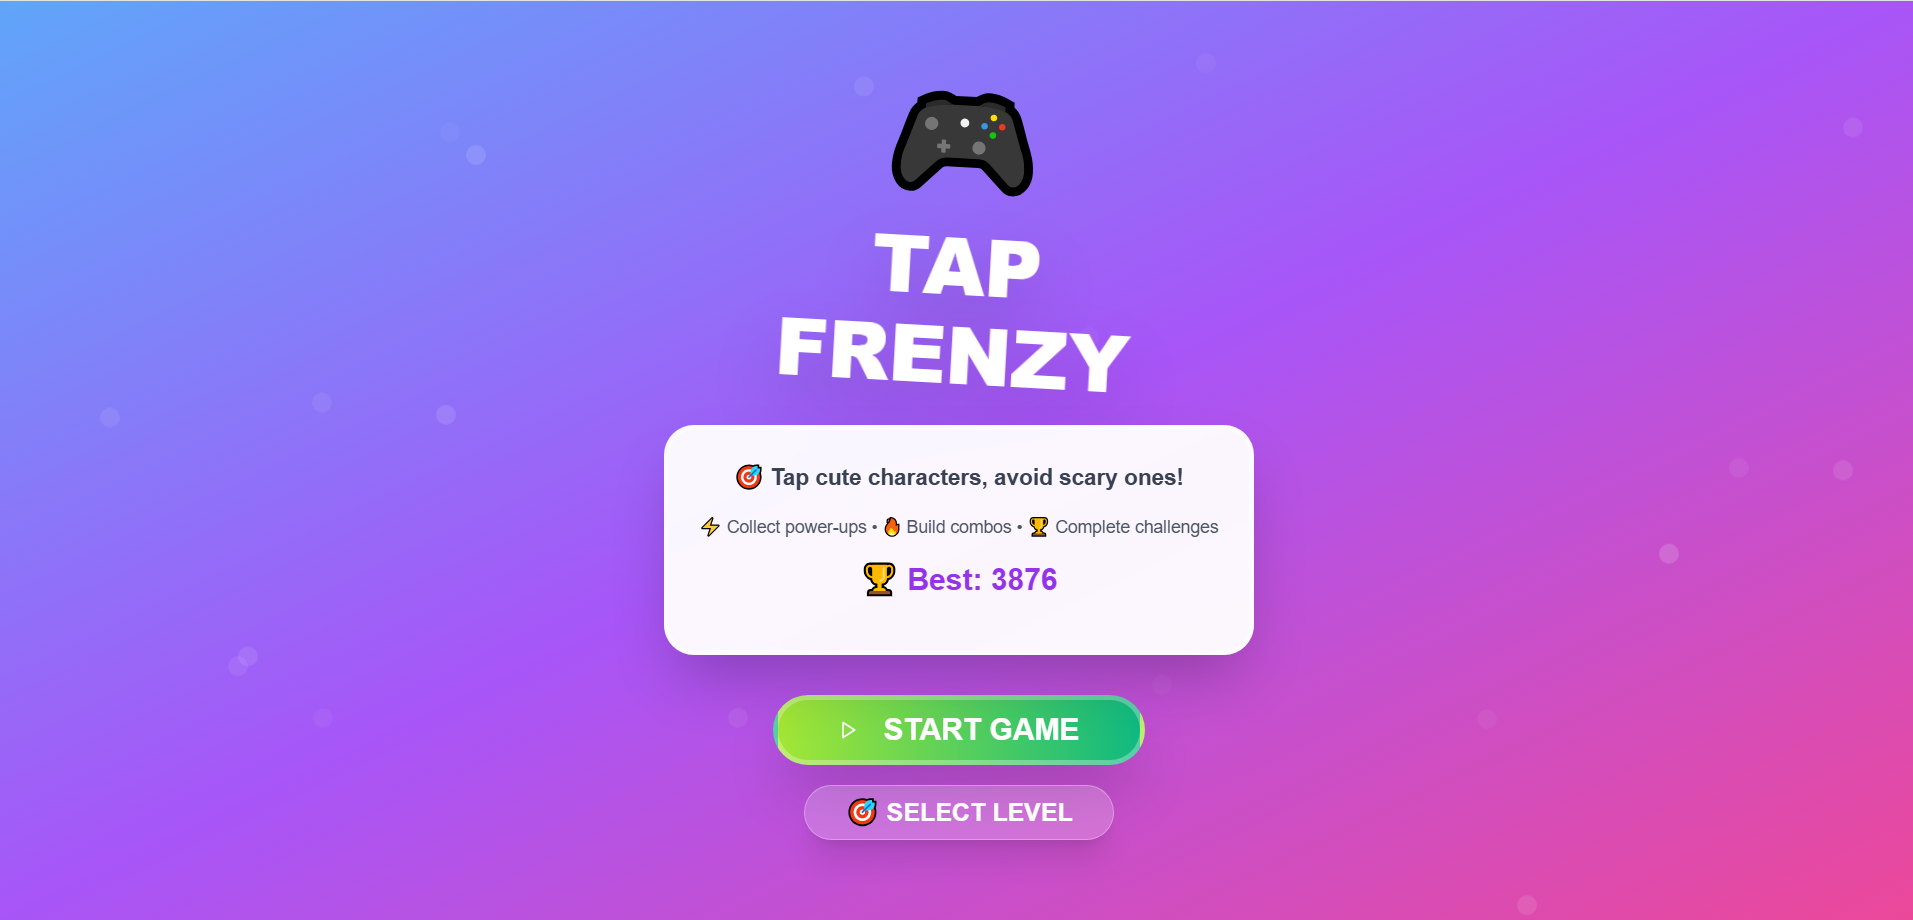 TAP
FRENZY
🎯 Tap cute characters, avoid scary ones!
⚡ Collect power-ups • 🔥 Build combos • 🏆 Complete challenges
🏆 Best: 3876
START GAME
🎯 SELECT LEVEL